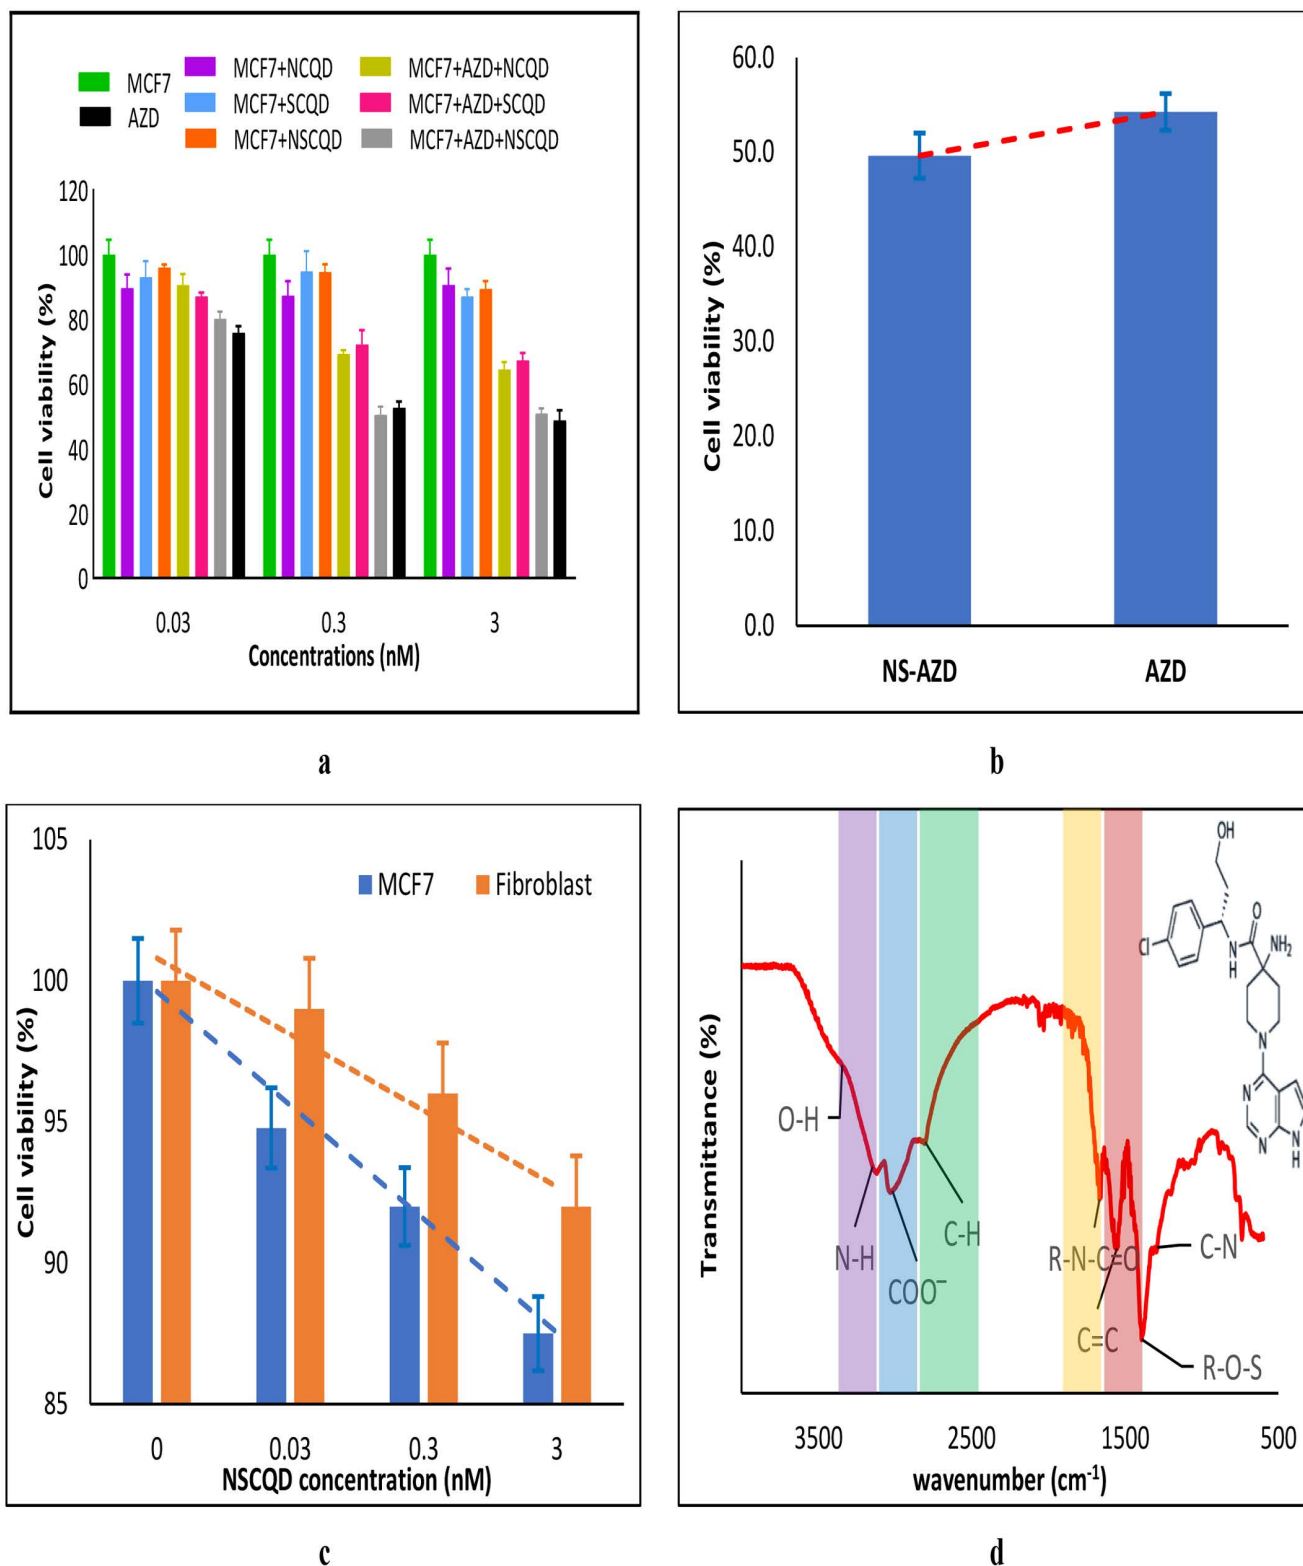 MCF7
AZD
MCF7+NCQD
MCF7+SCQD
MCF7+NSCQD
MCF7+AZD+NCQD
MCF7+AZD+SCQD
MCF7+AZD+NSCQD
Cell viability (%)
120
100
80
60
40
20
0
0.03 0.3 3
Concentrations (nM)
a
Cell viability (%)
60.0
50.0
40.0
30.0
20.0
10.0
0.0
NS-AZD AZD
b
MCF7 Fibroblast
Cell viability (%)
105
100
95
90
85
0 0.03 0.3 3
NSCQD concentration (nM)
c
Transmittance (%)
O-H
N-H
COO⁻
C-H
R-N-C=O
C=C
C-N
R-O-S
OH
Cl
O
N
H
NH₂
N
N
N
N
H
3500 2500 1500 500
wavenumber (cm⁻¹)
d